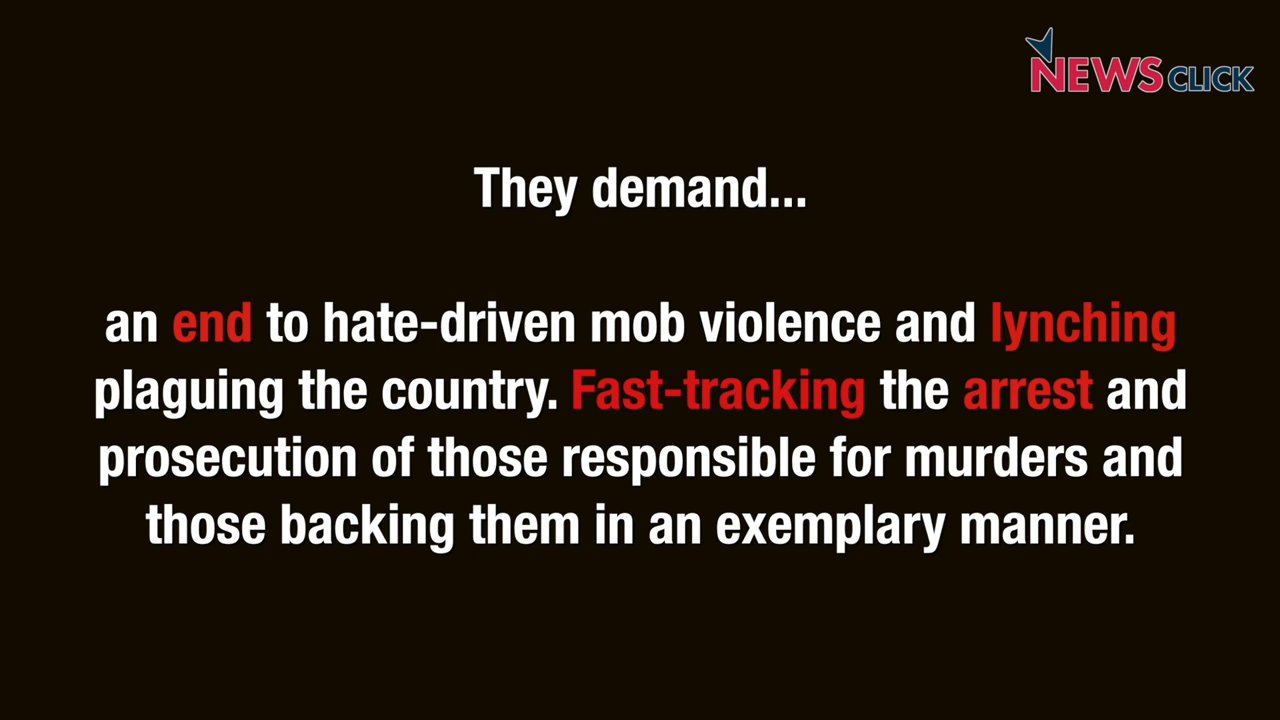 NEWSCLICK
They demand...
an end to hate-driven mob violence and lynching
plaguing the country. Fast-tracking the arrest and
prosecution of those responsible for murders and
those backing them in an exemplary manner.